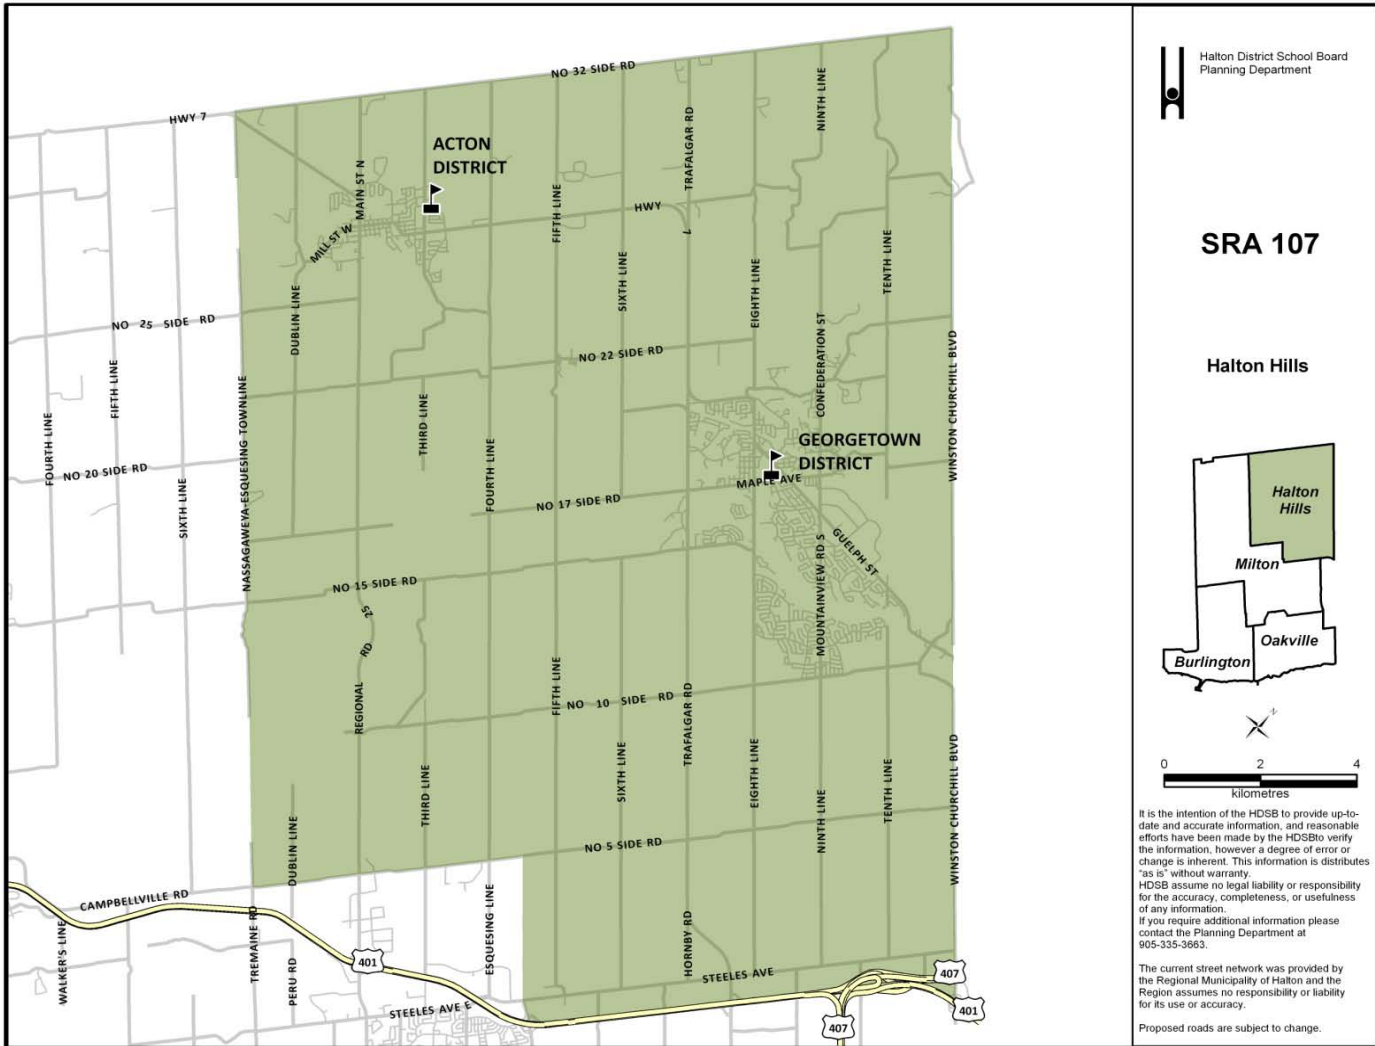 NO 32 SIDE RD
HWY 7
ACTON
DISTRICT
MAIN ST N
MILL ST W
FIFTH LINE
HWY
7
TRAFALGAR RD
NINTH LINE
SIXTH LINE
EIGHTH LINE
TENTH LINE
DUBLIN LINE
NO 25 SIDE RD
NO 22 SIDE RD
CONFEDERATION ST
WINSTON CHURCHILL BLVD
FOURTH LINE
FIFTH LINE
SIXTH LINE
NASSAGAWEYA-ESQUESING TOWNLINE
THIRD LINE
FOURTH LINE
NO 20 SIDE RD
GEORGETOWN
DISTRICT
MAPLE AVE
NO 17 SIDE RD
GUELPH ST
MOUNTAINVIEW RD S
NO 15 SIDE RD
REGIONAL RD 25
FIFTH LINE
NO 10 SIDE RD
TRAFALGAR RD
SIXTH LINE
EIGHTH LINE
THIRD LINE
NINTH LINE
TENTH LINE
WINSTON CHURCHILL BLVD
DUBLIN LINE
NO 5 SIDE RD
CAMPBELLVILLE RD
WALKER'S LINE
TREMAINE RD
PERU RD
401
ESQUESING LINE
STEELES AVE E
HORNBY RD
STEELES AVE
407
401
407
Halton District School Board
Planning Department
SRA 107
Halton Hills
Halton
Hills
Milton
Oakville
Burlington
N
0 2 4
kilometres
It is the intention of the HDSB to provide up-to-
date and accurate information, and reasonable
efforts have been made by the HDSBto verify
the information, however a degree of error or
change is inherent. This information is distributes
"as is" without warranty.
HDSB assume no legal liability or responsibility
for the accuracy, completeness, or usefulness
of any information.
If you require additional information please
contact the Planning Department at
905-335-3663.
The current street network was provided by
the Regional Municipality of Halton and the
Region assumes no responsibility or liability
for its use or accuracy.
Proposed roads are subject to change.